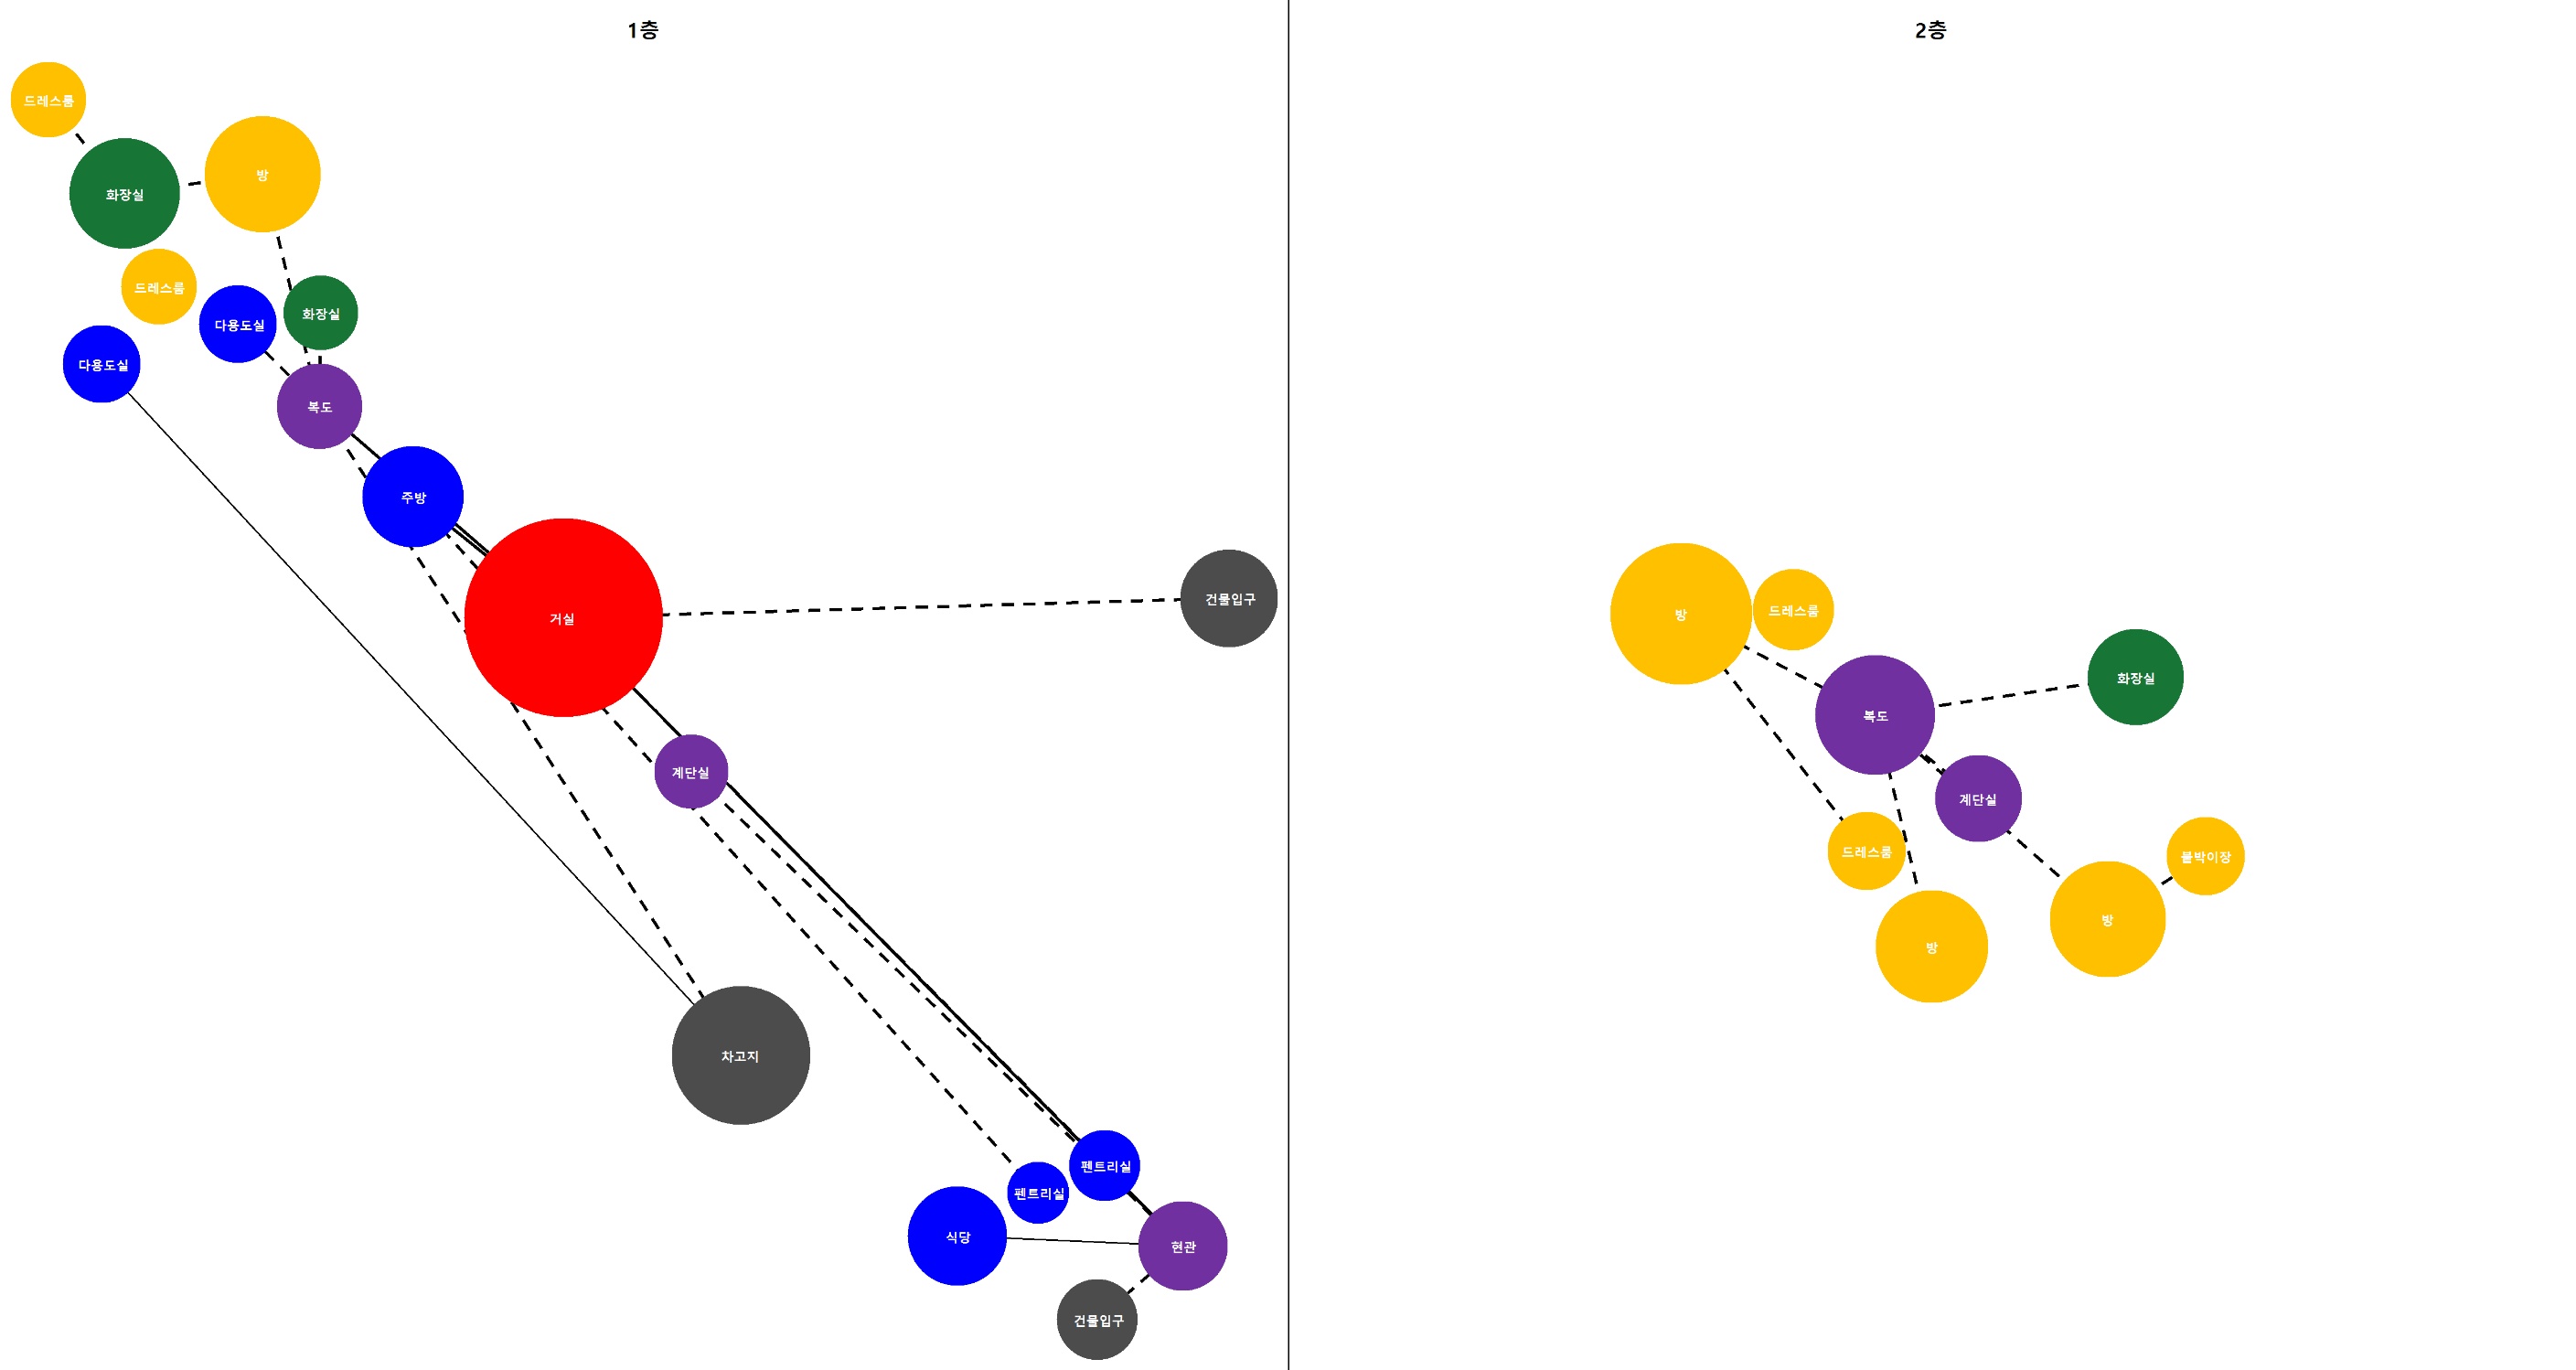 1층
드레스룸
화장실
방
드레스룸
다용도실
화장실
다용도실
복도
주방
거실
건물입구
계단실
차고지
펜트리실
펜트리실
식당
현관
건물입구
2층
방
드레스룸
화장실
복도
계단실
드레스룸
붙박이장
방
방